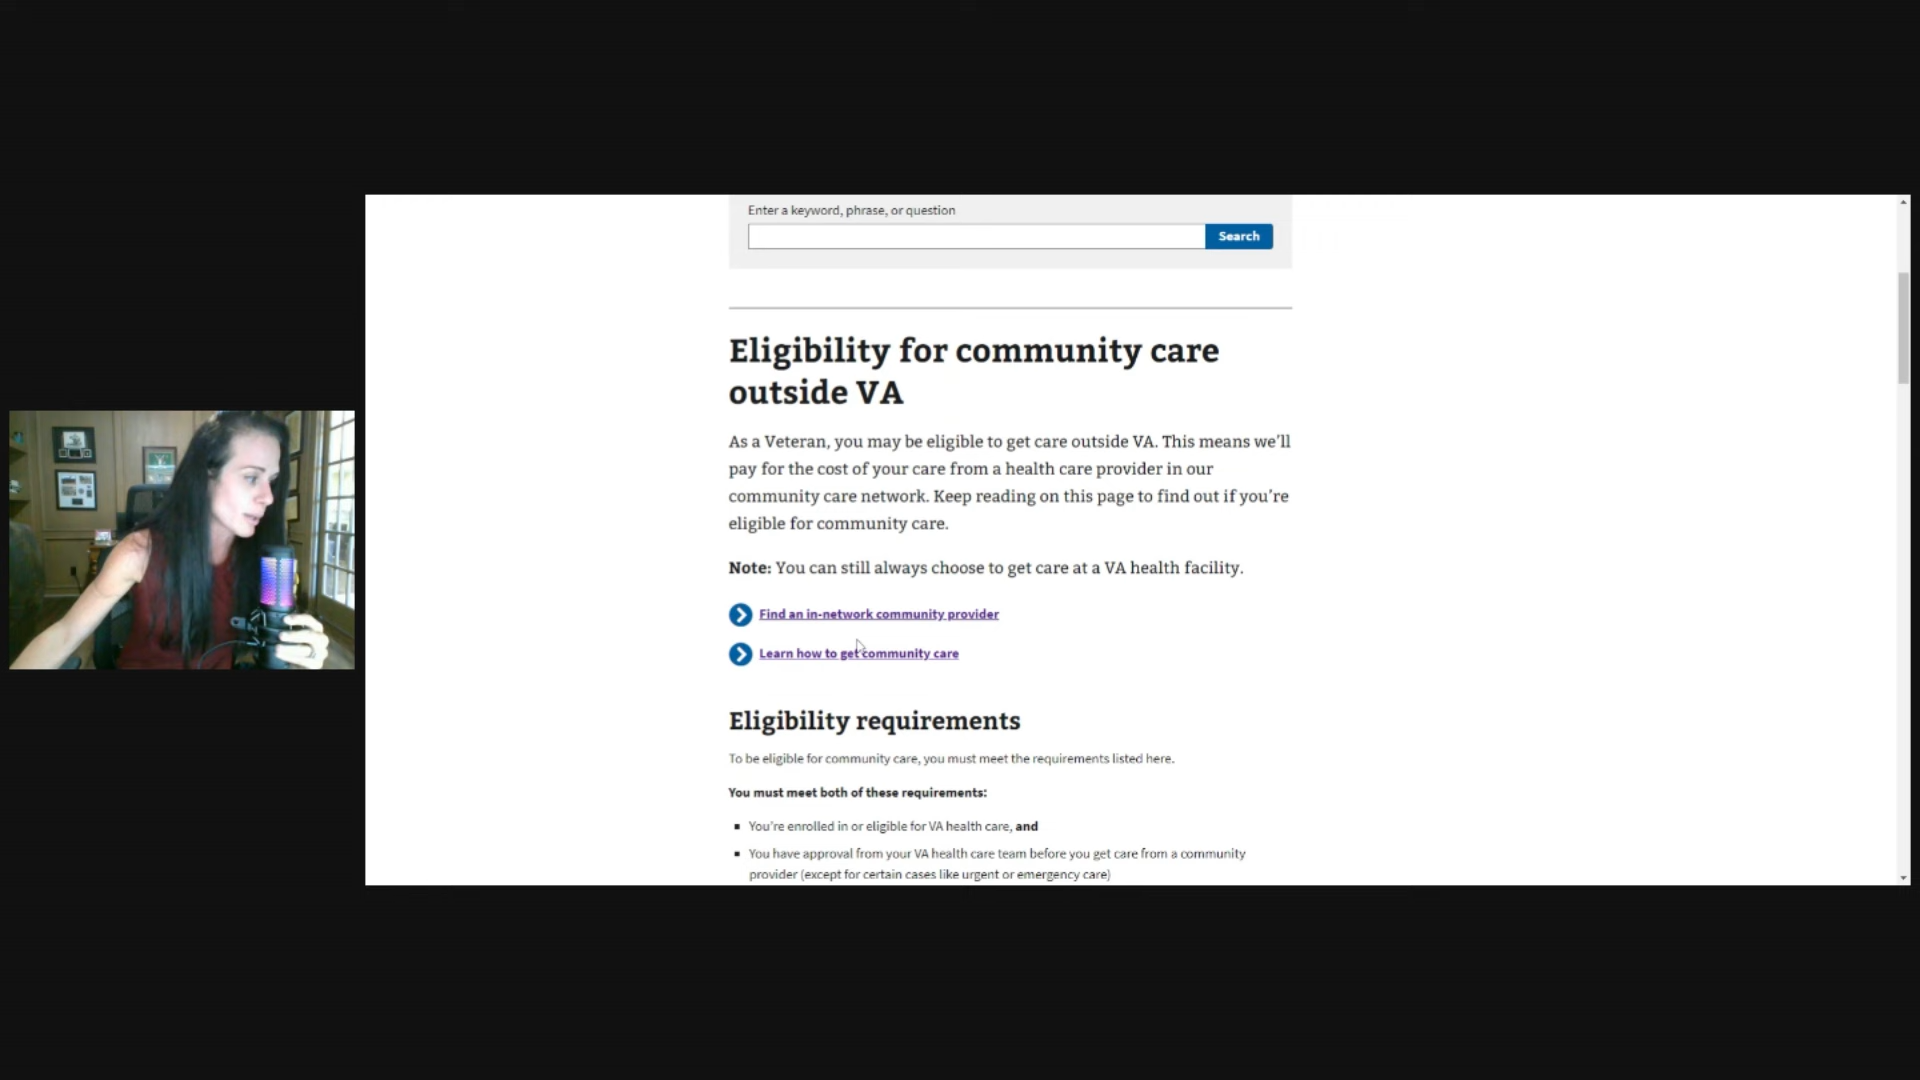 Enter a keyword, phrase, or question
Search
Eligibility for community care
outside VA
As a Veteran, you may be eligible to get care outside VA. This means we’ll
pay for the cost of your care from a health care provider in our
community care network. Keep reading on this page to find out if you’re
eligible for community care.
Note: You can still always choose to get care at a VA health facility.
Find an in-network community provider
Learn how to get community care
Eligibility requirements
To be eligible for community care, you must meet the requirements listed here.
You must meet both of these requirements:
You’re enrolled in or eligible for VA health care, and
You have approval from your VA health care team before you get care from a community
provider (except for certain cases like urgent or emergency care)